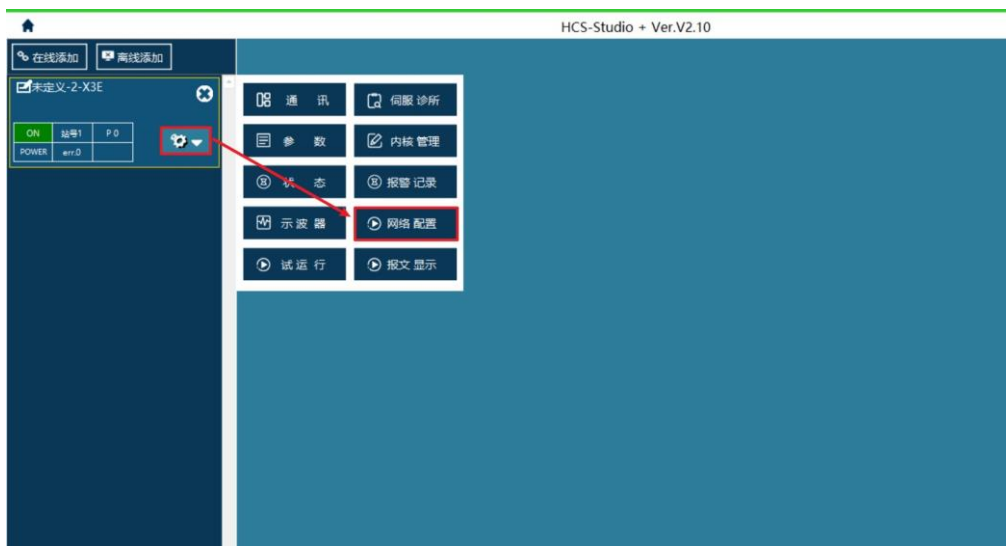 HCS-Studio + Ver.V2.10
在线添加 离线添加
未定义-2-X3E
ON 站号1 P 0
POWER err.0
通 讯 伺服 诊所
参 数 内核 管理
状 态 报警 记录
示 波 器 网络 配置
试 运 行 报文 显示